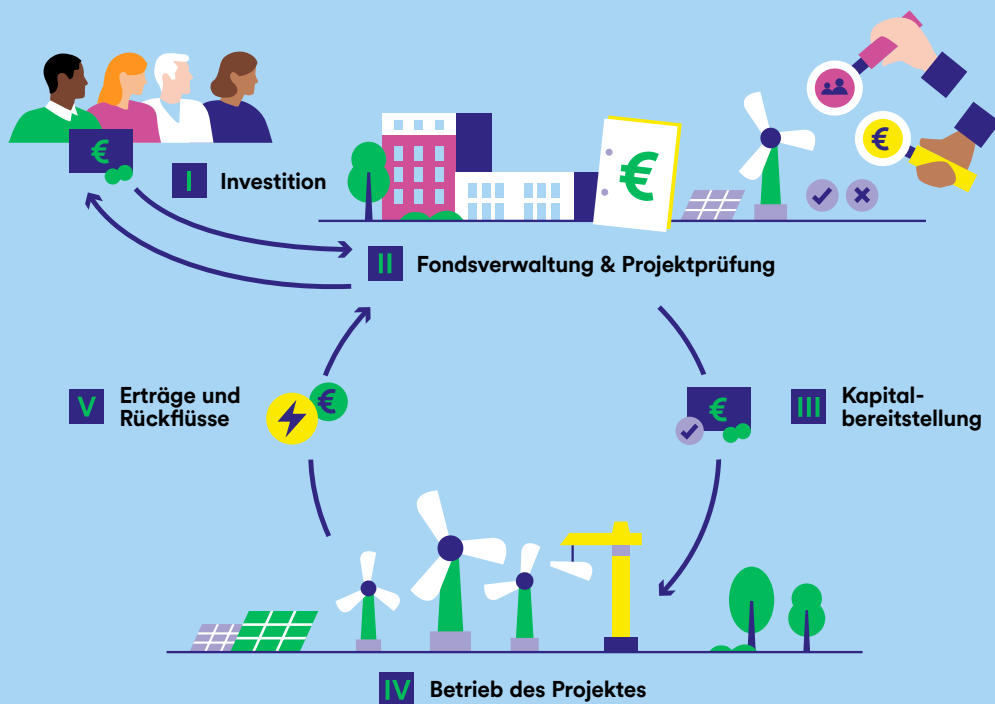 €
I Investition
€
€
II Fondsverwaltung & Projektprüfung
V Erträge und
Rückflüsse
€
€
III Kapital-
bereitstellung
IV Betrieb des Projektes